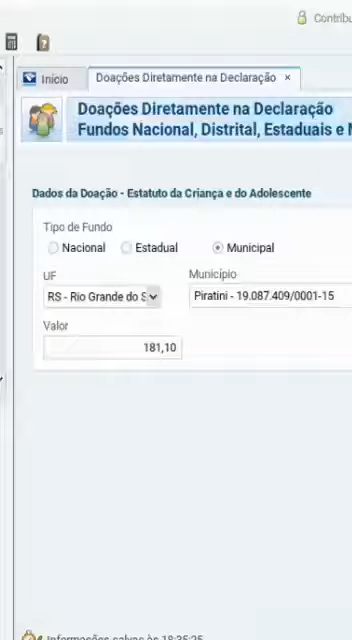 Contribu
Início
Doações Diretamente na Declaração ×
Doações Diretamente na Declaração
Fundos Nacional, Distrital, Estaduais e M
Dados da Doação - Estatuto da Criança e do Adolescente
Tipo de Fundo
Nacional Estadual Municipal
UF Município
RS - Rio Grande do S Piratini - 19.087.409/0001-15
Valor
181,10
Informações salvas às 18:35:25